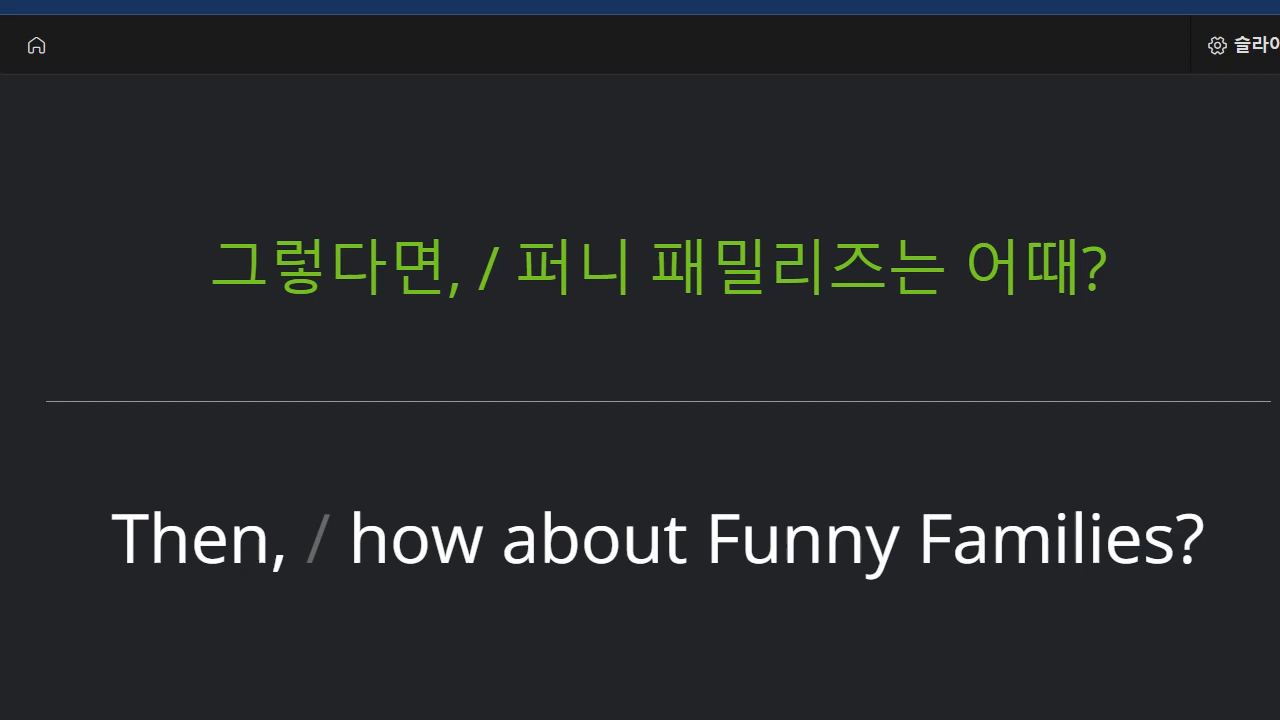 그렇다면, / 퍼니 패밀리즈는 어때?
Then, / how about Funny Families?